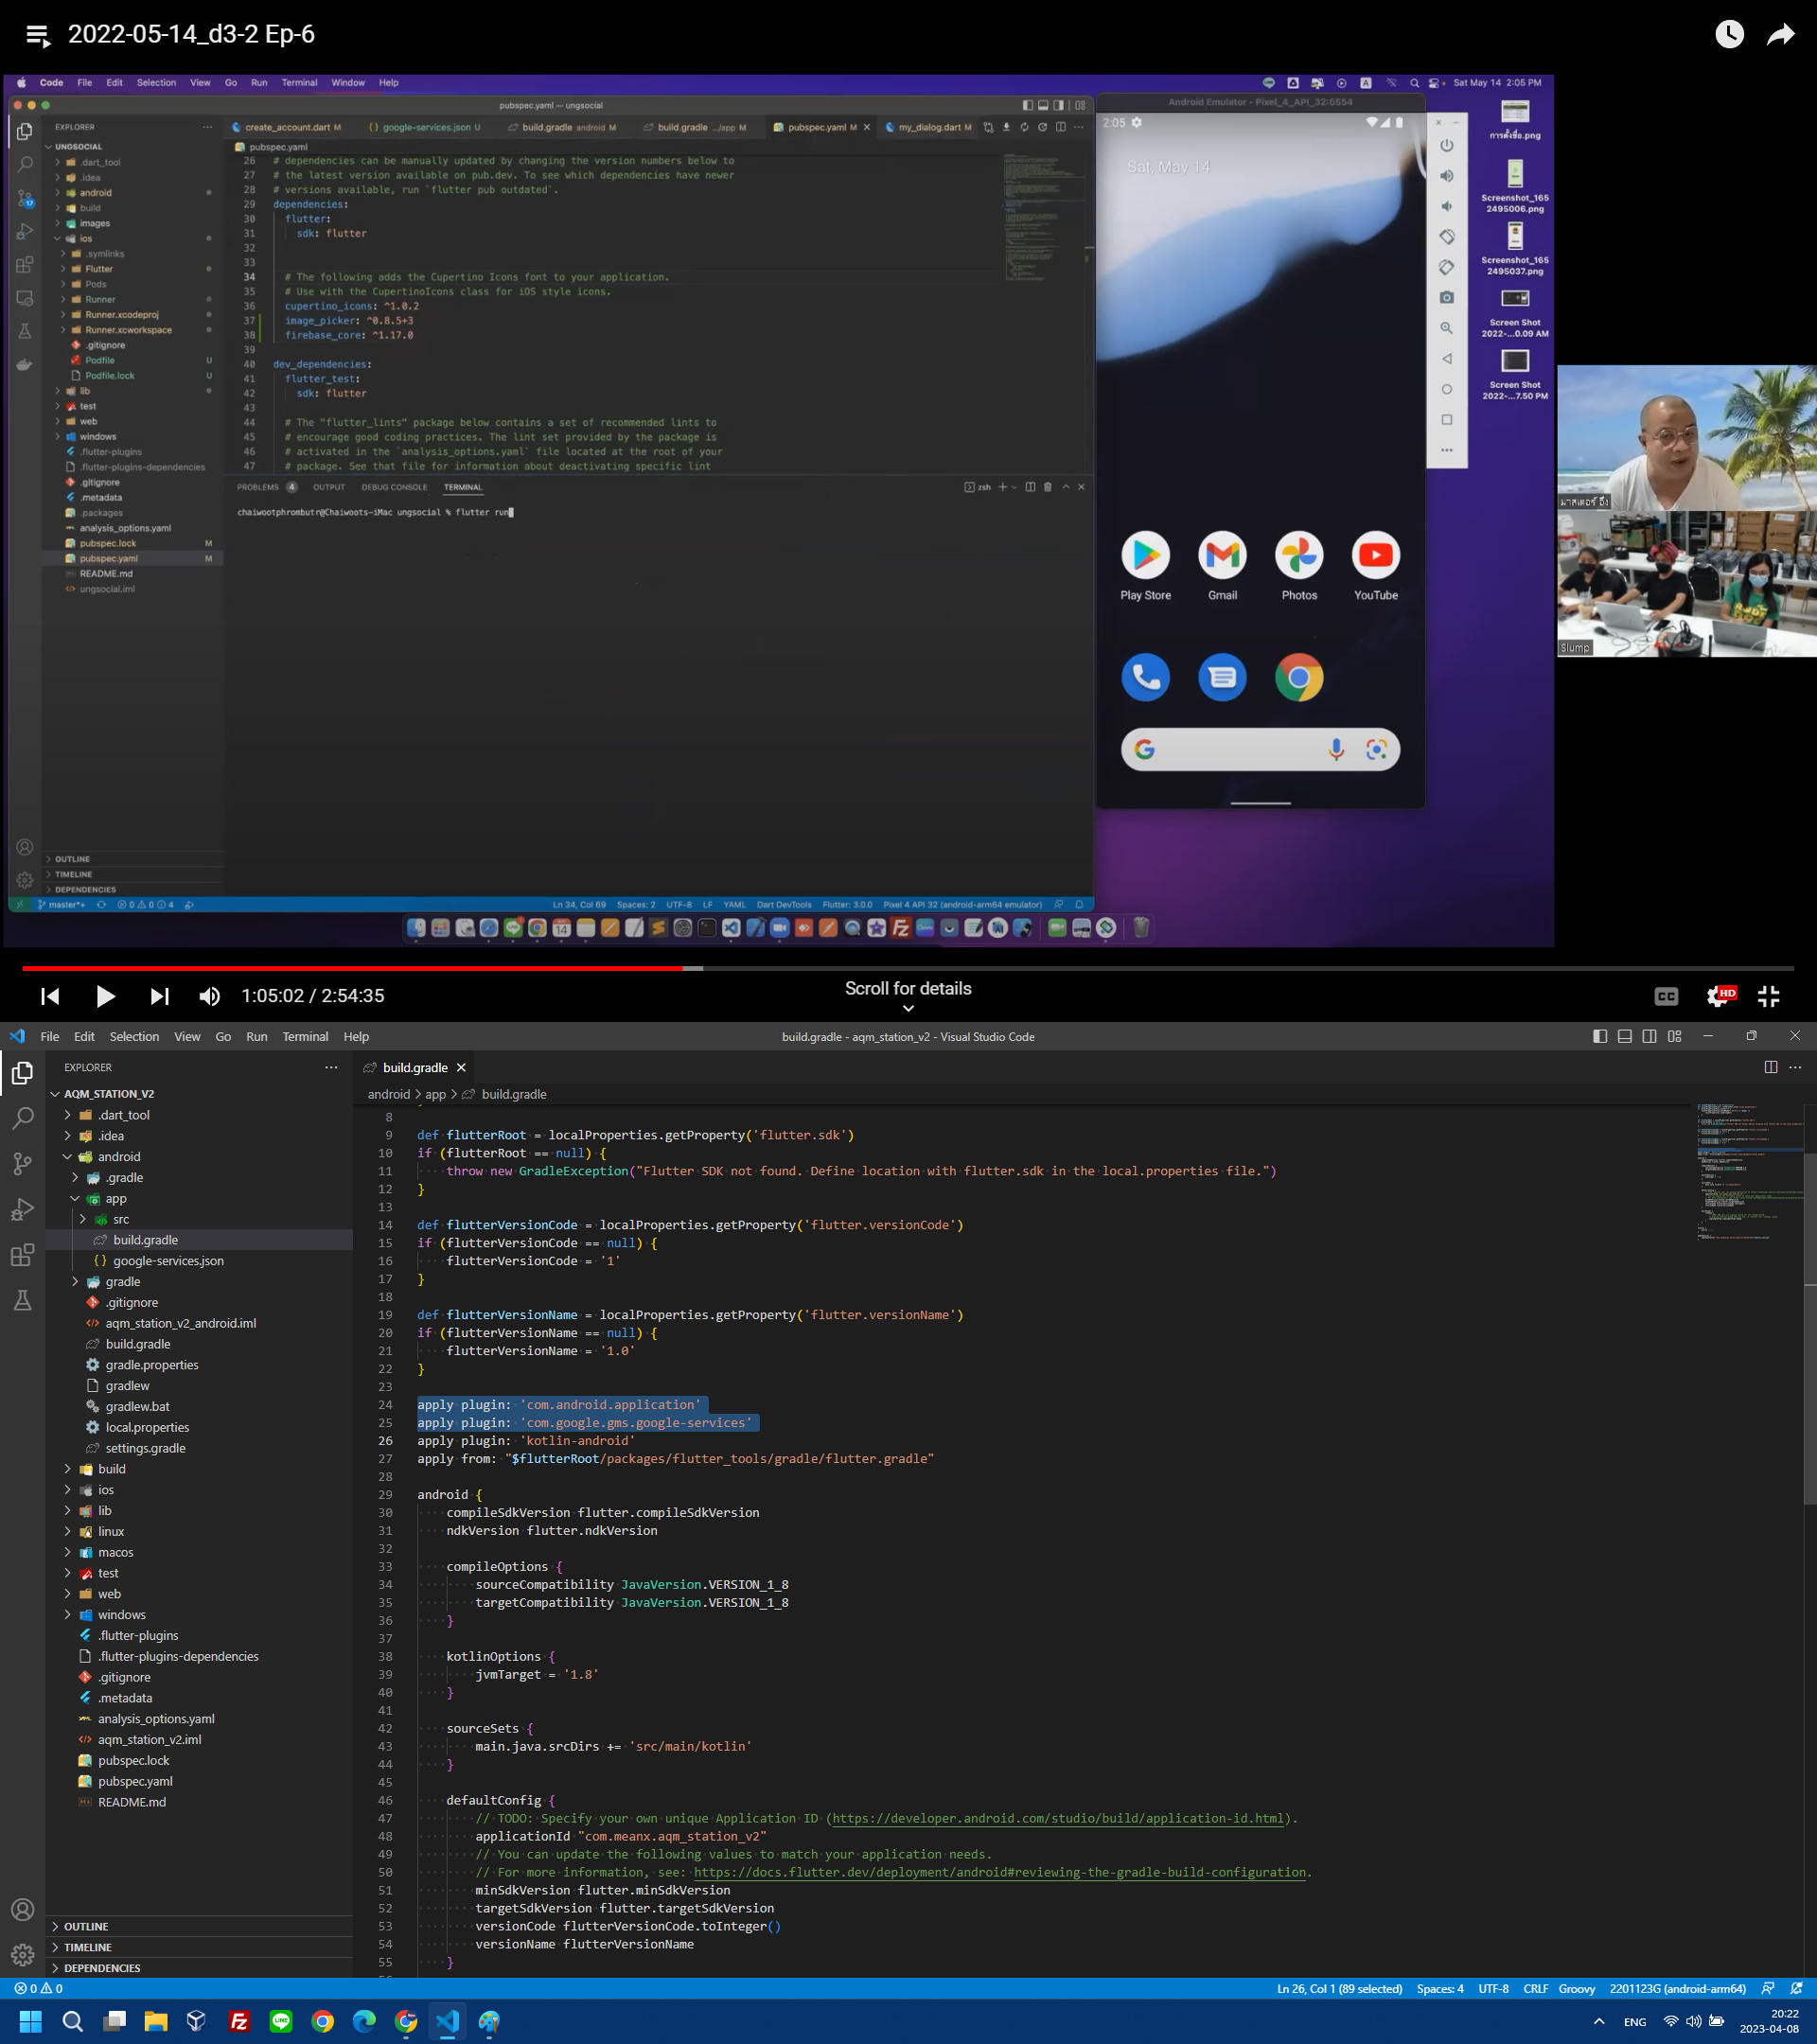 2022-05-14_d3-2 Ep-6
Code File Edit Selection View Go Run Terminal Window Help
Sat May 14 2:05 PM
pubspec.yaml — ungsocial
Android Emulator - Pixel_4_API_32:5554
EXPLORER
create_account.dart M
google-services.json U
build.gradle android M
build.gradle .../app M
pubspec.yaml M
my_dialog.dart M
UNGSOCIAL
.dart_tool
.idea
android
build
images
ios
.symlinks
Flutter
Pods
Runner
Runner.xcodeproj
Runner.xcworkspace
.gitignore
Podfile U
Podfile.lock U
lib
test
web
windows
.flutter-plugins
.flutter-plugins-dependencies
.gitignore
.metadata
.packages
analysis_options.yaml
pubspec.lock M
pubspec.yaml M
README.md
ungsocial.iml
OUTLINE
TIMELINE
DEPENDENCIES
pubspec.yaml
26 # dependencies can be manually updated by changing the version numbers below to
27 # the latest version available on pub.dev. To see which dependencies have newer
28 # versions available, run `flutter pub outdated`.
29 dependencies:
30 flutter:
31 sdk: flutter
32
33
34 # The following adds the Cupertino Icons font to your application.
35 # Use with the CupertinoIcons class for iOS style icons.
36 cupertino_icons: ^1.0.2
37 image_picker: ^0.8.5+3
38 firebase_core: ^1.17.0
39
40 dev_dependencies:
41 flutter_test:
42 sdk: flutter
43
44 # The "flutter_lints" package below contains a set of recommended lints to
45 # encourage good coding practices. The lint set provided by the package is
46 # activated in the `analysis_options.yaml` file located at the root of your
47 # package. See that file for information about deactivating specific lint
PROBLEMS 4 OUTPUT DEBUG CONSOLE TERMINAL
zsh
chaiwootphrombutr@Chaiwoots-iMac ungsocial % flutter run
master*+ 0 0 4
Ln 34, Col 69 Spaces: 2 UTF-8 LF YAML Dart DevTools Flutter: 3.0.0 Pixel 4 API 32 (android-arm64 emulator)
2:05
Sat, May 14
Play Store Gmail Photos YouTube
การตั้งชื่อ.png
Screenshot_165
2495006.png
Screenshot_165
2495037.png
Screen Shot
2022-...0.09 AM
Screen Shot
2022-...7.50 PM
มาสเตอร์ อึ่ง
Slump
1:05:02 / 2:54:35
Scroll for details
CC
HD
File Edit Selection View Go Run Terminal Help
build.gradle - aqm_station_v2 - Visual Studio Code
EXPLORER
build.gradle
AQM_STATION_V2
android > app > build.gradle
.dart_tool
.idea
android
.gradle
app
src
build.gradle
google-services.json
gradle
.gitignore
aqm_station_v2_android.iml
build.gradle
gradle.properties
gradlew
gradlew.bat
local.properties
settings.gradle
build
ios
lib
linux
macos
test
web
windows
.flutter-plugins
.flutter-plugins-dependencies
.gitignore
.metadata
analysis_options.yaml
aqm_station_v2.iml
pubspec.lock
pubspec.yaml
README.md
OUTLINE
TIMELINE
DEPENDENCIES
8
9 def flutterRoot = localProperties.getProperty('flutter.sdk')
10 if (flutterRoot == null) {
11 throw new GradleException("Flutter SDK not found. Define location with flutter.sdk in the local.properties file.")
12 }
13
14 def flutterVersionCode = localProperties.getProperty('flutter.versionCode')
15 if (flutterVersionCode == null) {
16 flutterVersionCode = '1'
17 }
18
19 def flutterVersionName = localProperties.getProperty('flutter.versionName')
20 if (flutterVersionName == null) {
21 flutterVersionName = '1.0'
22 }
23
24 apply plugin: 'com.android.application'
25 apply plugin: 'com.google.gms.google-services'
26 apply plugin: 'kotlin-android'
27 apply from: "$flutterRoot/packages/flutter_tools/gradle/flutter.gradle"
28
29 android {
30 compileSdkVersion flutter.compileSdkVersion
31 ndkVersion flutter.ndkVersion
32
33 compileOptions {
34 sourceCompatibility JavaVersion.VERSION_1_8
35 targetCompatibility JavaVersion.VERSION_1_8
36 }
37
38 kotlinOptions {
39 jvmTarget = '1.8'
40 }
41
42 sourceSets {
43 main.java.srcDirs += 'src/main/kotlin'
44 }
45
46 defaultConfig {
47 // TODO: Specify your own unique Application ID (https://developer.android.com/studio/build/application-id.html).
48 applicationId "com.meanx.aqm_station_v2"
49 // You can update the following values to match your application needs.
50 // For more information, see: https://docs.flutter.dev/deployment/android#reviewing-the-gradle-build-configuration.
51 minSdkVersion flutter.minSdkVersion
52 targetSdkVersion flutter.targetSdkVersion
53 versionCode flutterVersionCode.toInteger()
54 versionName flutterVersionName
55 }
0 0
Ln 26, Col 1 (89 selected) Spaces: 4 UTF-8 CRLF Groovy 2201123G (android-arm64)
ENG
20:22
2023-04-08